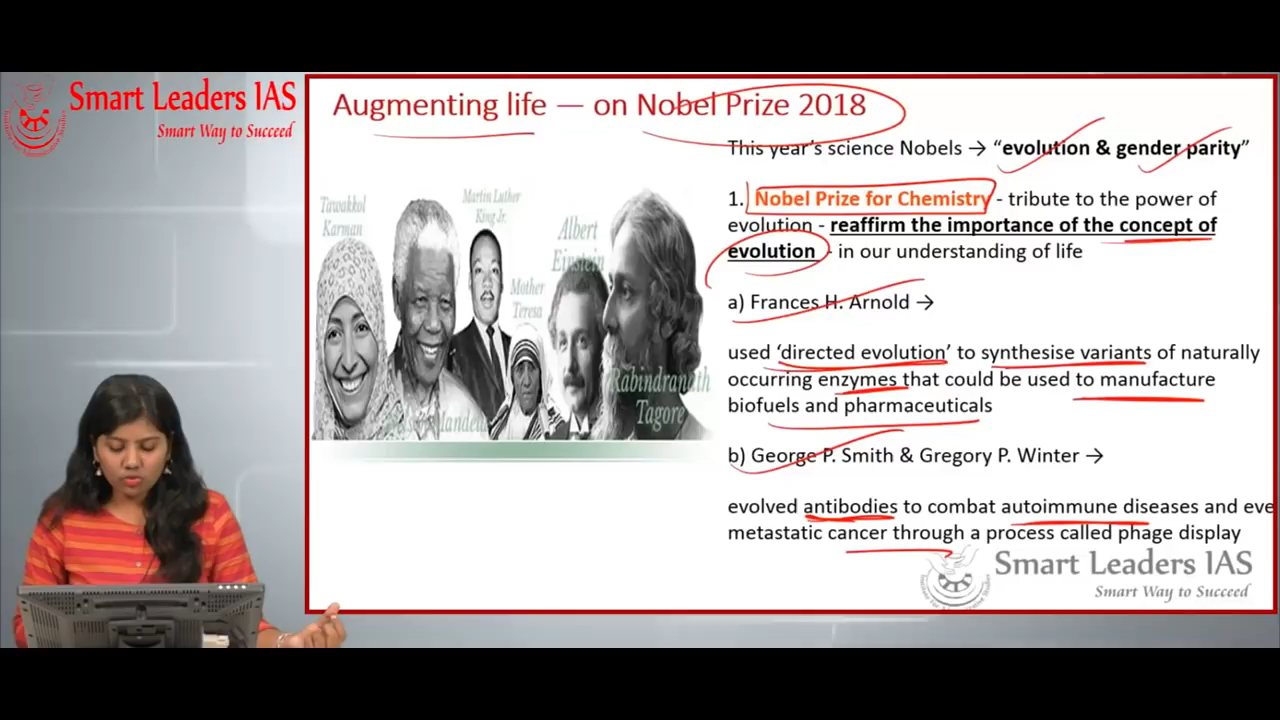 Smart Leaders IAS
Smart Way to Succeed
Augmenting life — on Nobel Prize 2018
Tawakkol
Karman
Martin Luther
King Jr.
Albert
Einstein
Mother
Teresa
Rabindranath
Tagore
This year's science Nobels → "evolution & gender parity"
1. Nobel Prize for Chemistry - tribute to the power of
evolution - reaffirm the importance of the concept of
evolution - in our understanding of life
a) Frances H. Arnold →
used 'directed evolution' to synthesise variants of naturally
occurring enzymes that could be used to manufacture
biofuels and pharmaceuticals
b) George P. Smith & Gregory P. Winter →
evolved antibodies to combat autoimmune diseases and eve
metastatic cancer through a process called phage display
Smart Leaders IAS
Smart Way to Succeed